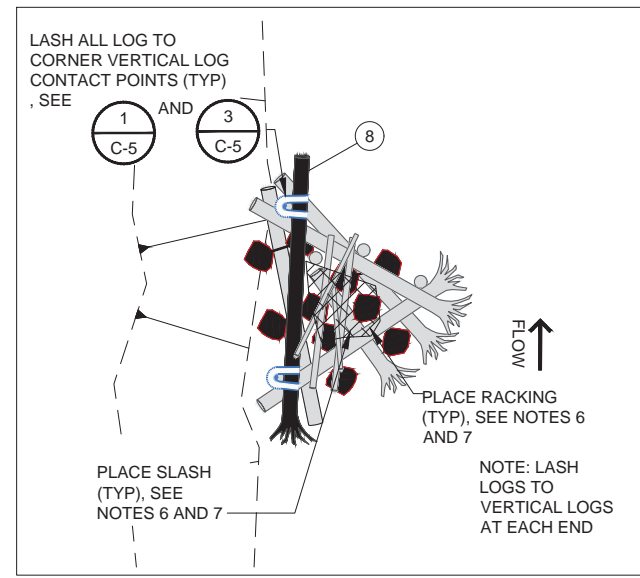 LASH ALL LOG TO
CORNER VERTICAL LOG
CONTACT POINTS (TYP)
, SEE
1
C-5
AND
3
C-5
8
FLOW
PLACE RACKING
(TYP), SEE NOTES 6
AND 7
PLACE SLASH
(TYP), SEE
NOTES 6 AND 7
NOTE: LASH
LOGS TO
VERTICAL LOGS
AT EACH END